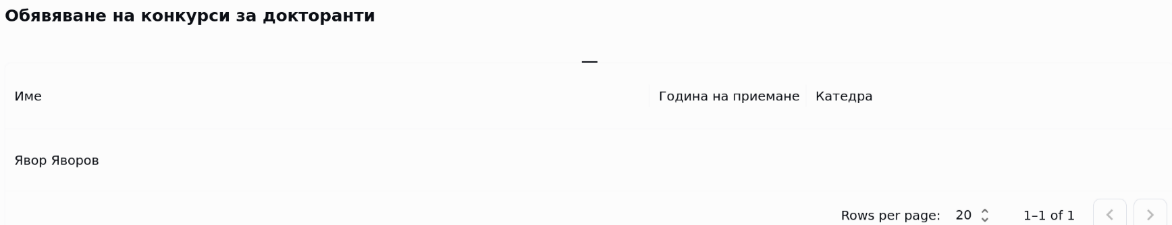 Обявяване на конкурси за докторанти
Име Година на приемане Катедра
Явор Яворов
Rows per page: 20 1–1 of 1